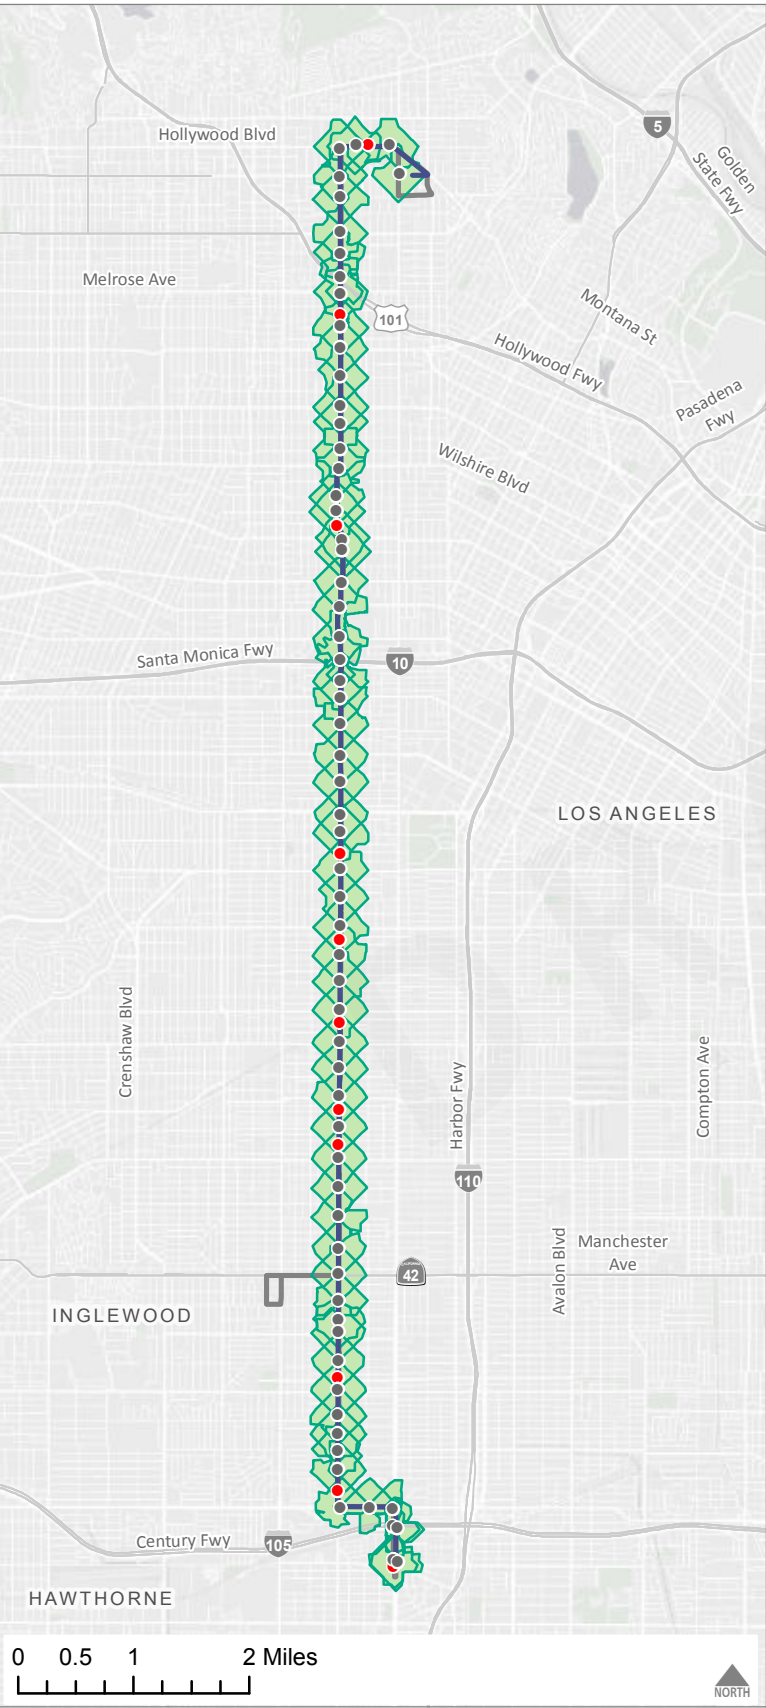 Hollywood Blvd
5
Golden
State Fwy
Melrose Ave
Montana St
101
Hollywood Fwy
Pasadena
Fwy
Wilshire Blvd
Santa Monica Fwy
10
LOS ANGELES
Crenshaw Blvd
Compton Ave
Harbor Fwy
110
Avalon Blvd
Manchester
Ave
42
INGLEWOOD
Century Fwy
105
HAWTHORNE
0 0.5 1 2 Miles
NORTH